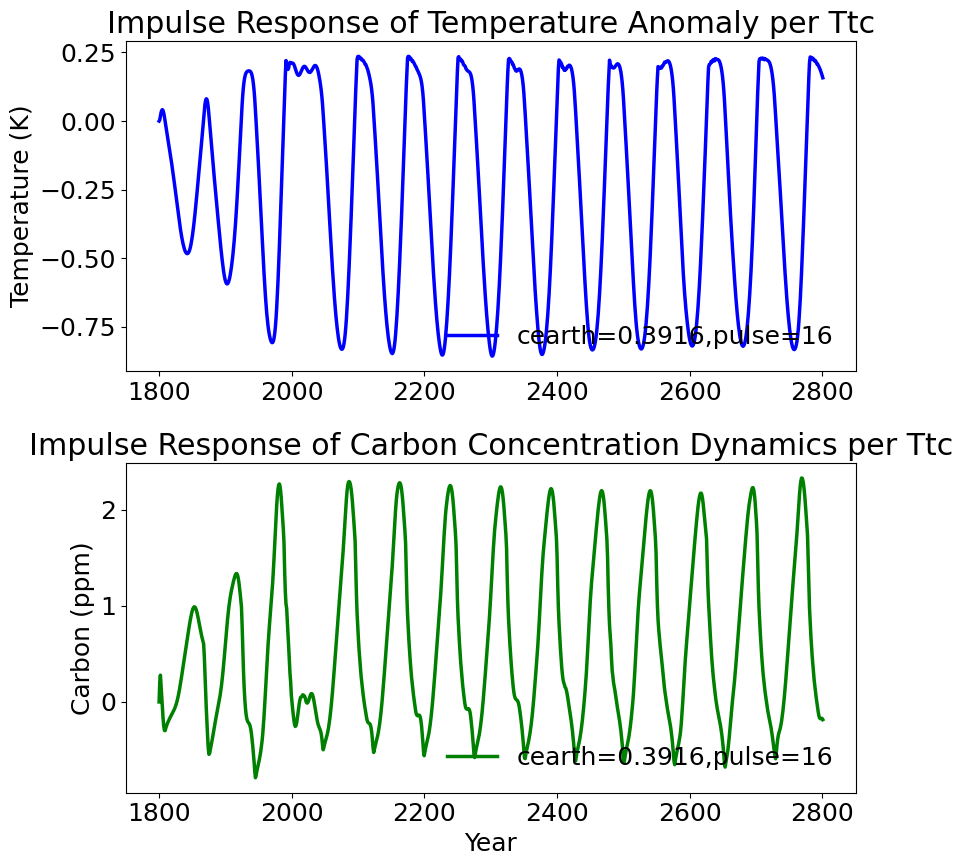 Impulse Response of Temperature Anomaly per Ttc
Temperature (K)
0.25
0.00
−0.25
−0.50
−0.75
cearth=0.3916,pulse=16
1800 2000 2200 2400 2600 2800
Impulse Response of Carbon Concentration Dynamics per Ttc
Carbon (ppm)
2
1
0
cearth=0.3916,pulse=16
1800 2000 2200 2400 2600 2800
Year